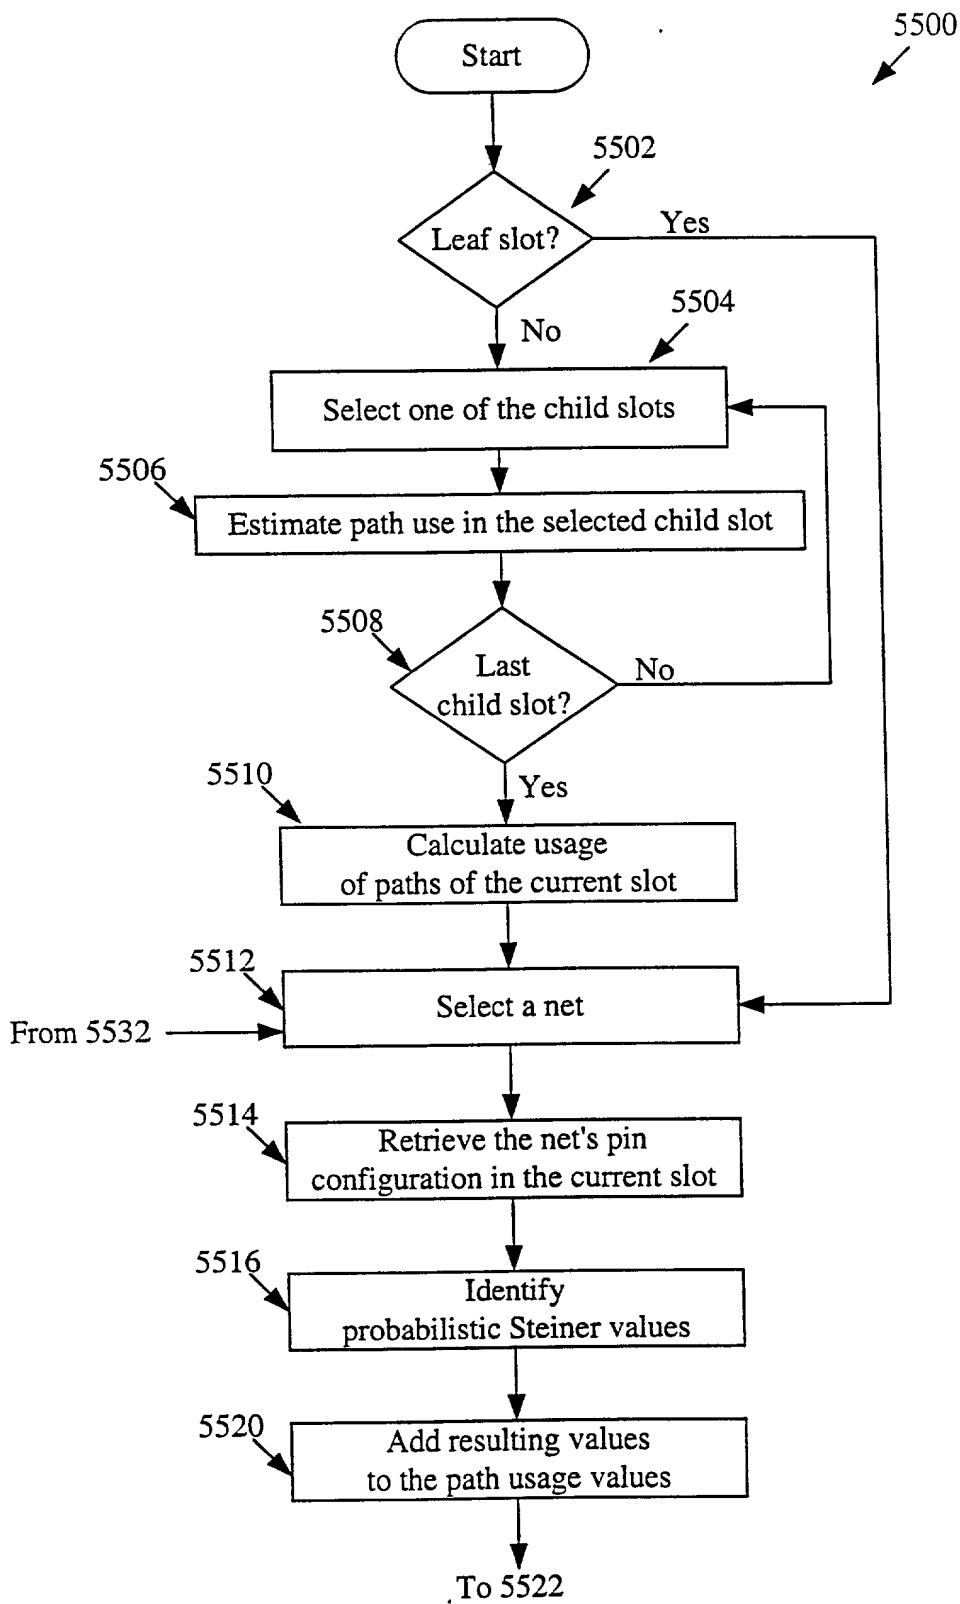 5500
Start
5502
Leaf slot?
Yes
No
5504
Select one of the child slots
5506
Estimate path use in the selected child slot
5508
Last
child slot?
No
Yes
5510
Calculate usage
of paths of the current slot
5512
Select a net
From 5532
5514
Retrieve the net's pin
configuration in the current slot
5516
Identify
probabilistic Steiner values
5520
Add resulting values
to the path usage values
To 5522